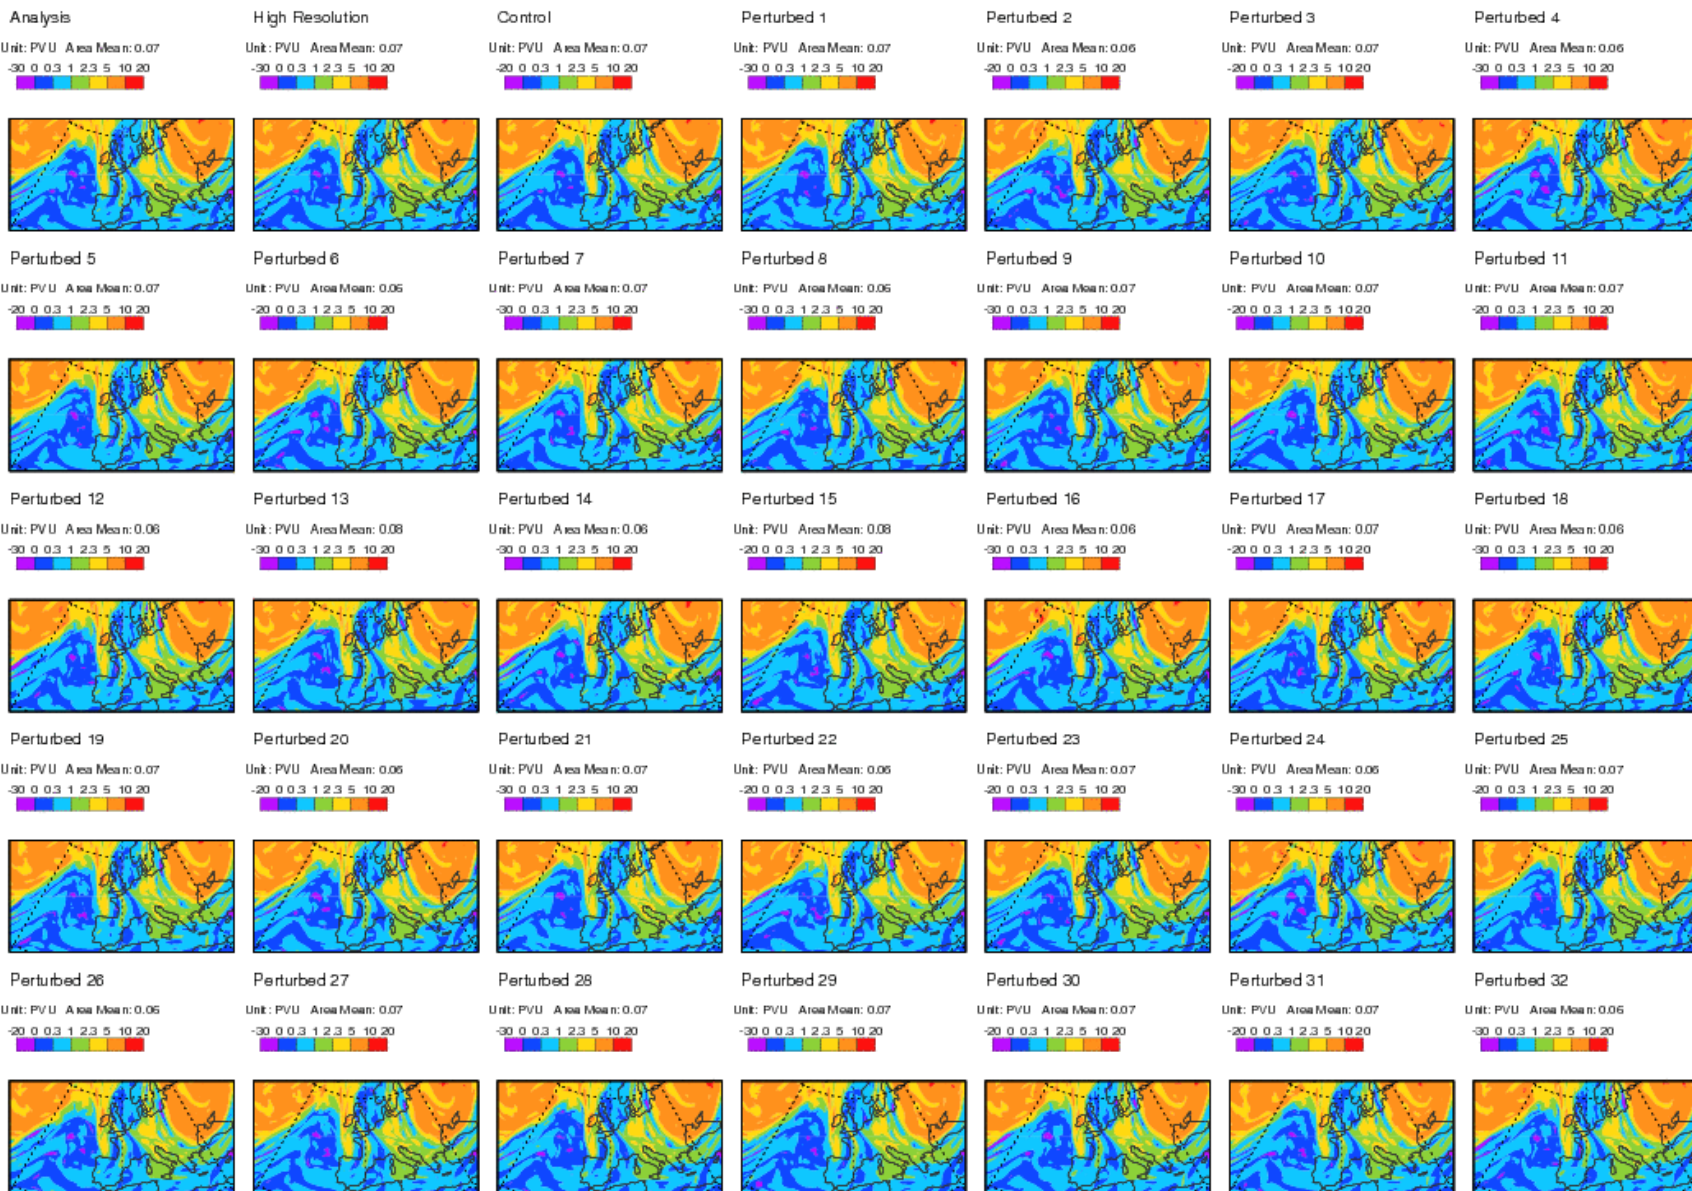 Analysis High Resolution Control Perturbed 1 Perturbed 2 Perturbed 3 Perturbed 4
Unit: PVU Area Mean: 0.07 Unit: PVU Area Mean: 0.07 Unit: PVU Area Mean: 0.07 Unit: PVU Area Mean: 0.07 Unit: PVU Area Mean: 0.06 Unit: PVU Area Mean: 0.07 Unit: PVU Area Mean: 0.06
-30 0 0.3 1 2.3 5 10 20 -30 0 0.3 1 2.3 5 10 20 -20 0 0.3 1 2.3 5 10 20 -30 0 0.3 1 2.3 5 10 20 -20 0 0.3 1 2.3 5 10 20 -20 0 0.3 1 2.3 5 10 20 -30 0 0.3 1 2.3 5 10 20
Perturbed 5 Perturbed 6 Perturbed 7 Perturbed 8 Perturbed 9 Perturbed 10 Perturbed 11
Unit: PVU Area Mean: 0.07 Unit: PVU Area Mean: 0.06 Unit: PVU Area Mean: 0.07 Unit: PVU Area Mean: 0.06 Unit: PVU Area Mean: 0.07 Unit: PVU Area Mean: 0.07 Unit: PVU Area Mean: 0.07
-20 0 0.3 1 2.3 5 10 20 -20 0 0.3 1 2.3 5 10 20 -30 0 0.3 1 2.3 5 10 20 -30 0 0.3 1 2.3 5 10 20 -20 0 0.3 1 2.3 5 10 20 -20 0 0.3 1 2.3 5 10 20 -20 0 0.3 1 2.3 5 10 20
Perturbed 12 Perturbed 13 Perturbed 14 Perturbed 15 Perturbed 16 Perturbed 17 Perturbed 18
Unit: PVU Area Mean: 0.06 Unit: PVU Area Mean: 0.08 Unit: PVU Area Mean: 0.06 Unit: PVU Area Mean: 0.08 Unit: PVU Area Mean: 0.06 Unit: PVU Area Mean: 0.07 Unit: PVU Area Mean: 0.06
-30 0 0.3 1 2.3 5 10 20 -30 0 0.3 1 2.3 5 10 20 -30 0 0.3 1 2.3 5 10 20 -20 0 0.3 1 2.3 5 10 20 -30 0 0.3 1 2.3 5 10 20 -20 0 0.3 1 2.3 5 10 20 -30 0 0.3 1 2.3 5 10 20
Perturbed 19 Perturbed 20 Perturbed 21 Perturbed 22 Perturbed 23 Perturbed 24 Perturbed 25
Unit: PVU Area Mean: 0.07 Unit: PVU Area Mean: 0.06 Unit: PVU Area Mean: 0.07 Unit: PVU Area Mean: 0.06 Unit: PVU Area Mean: 0.07 Unit: PVU Area Mean: 0.06 Unit: PVU Area Mean: 0.07
-30 0 0.3 1 2.3 5 10 20 -20 0 0.3 1 2.3 5 10 20 -30 0 0.3 1 2.3 5 10 20 -20 0 0.3 1 2.3 5 10 20 -20 0 0.3 1 2.3 5 10 20 -30 0 0.3 1 2.3 5 10 20 -20 0 0.3 1 2.3 5 10 20
Perturbed 26 Perturbed 27 Perturbed 28 Perturbed 29 Perturbed 30 Perturbed 31 Perturbed 32
Unit: PVU Area Mean: 0.06 Unit: PVU Area Mean: 0.07 Unit: PVU Area Mean: 0.07 Unit: PVU Area Mean: 0.07 Unit: PVU Area Mean: 0.07 Unit: PVU Area Mean: 0.07 Unit: PVU Area Mean: 0.06
-20 0 0.3 1 2.3 5 10 20 -30 0 0.3 1 2.3 5 10 20 -30 0 0.3 1 2.3 5 10 20 -30 0 0.3 1 2.3 5 10 20 -20 0 0.3 1 2.3 5 10 20 -20 0 0.3 1 2.3 5 10 20 -30 0 0.3 1 2.3 5 10 20